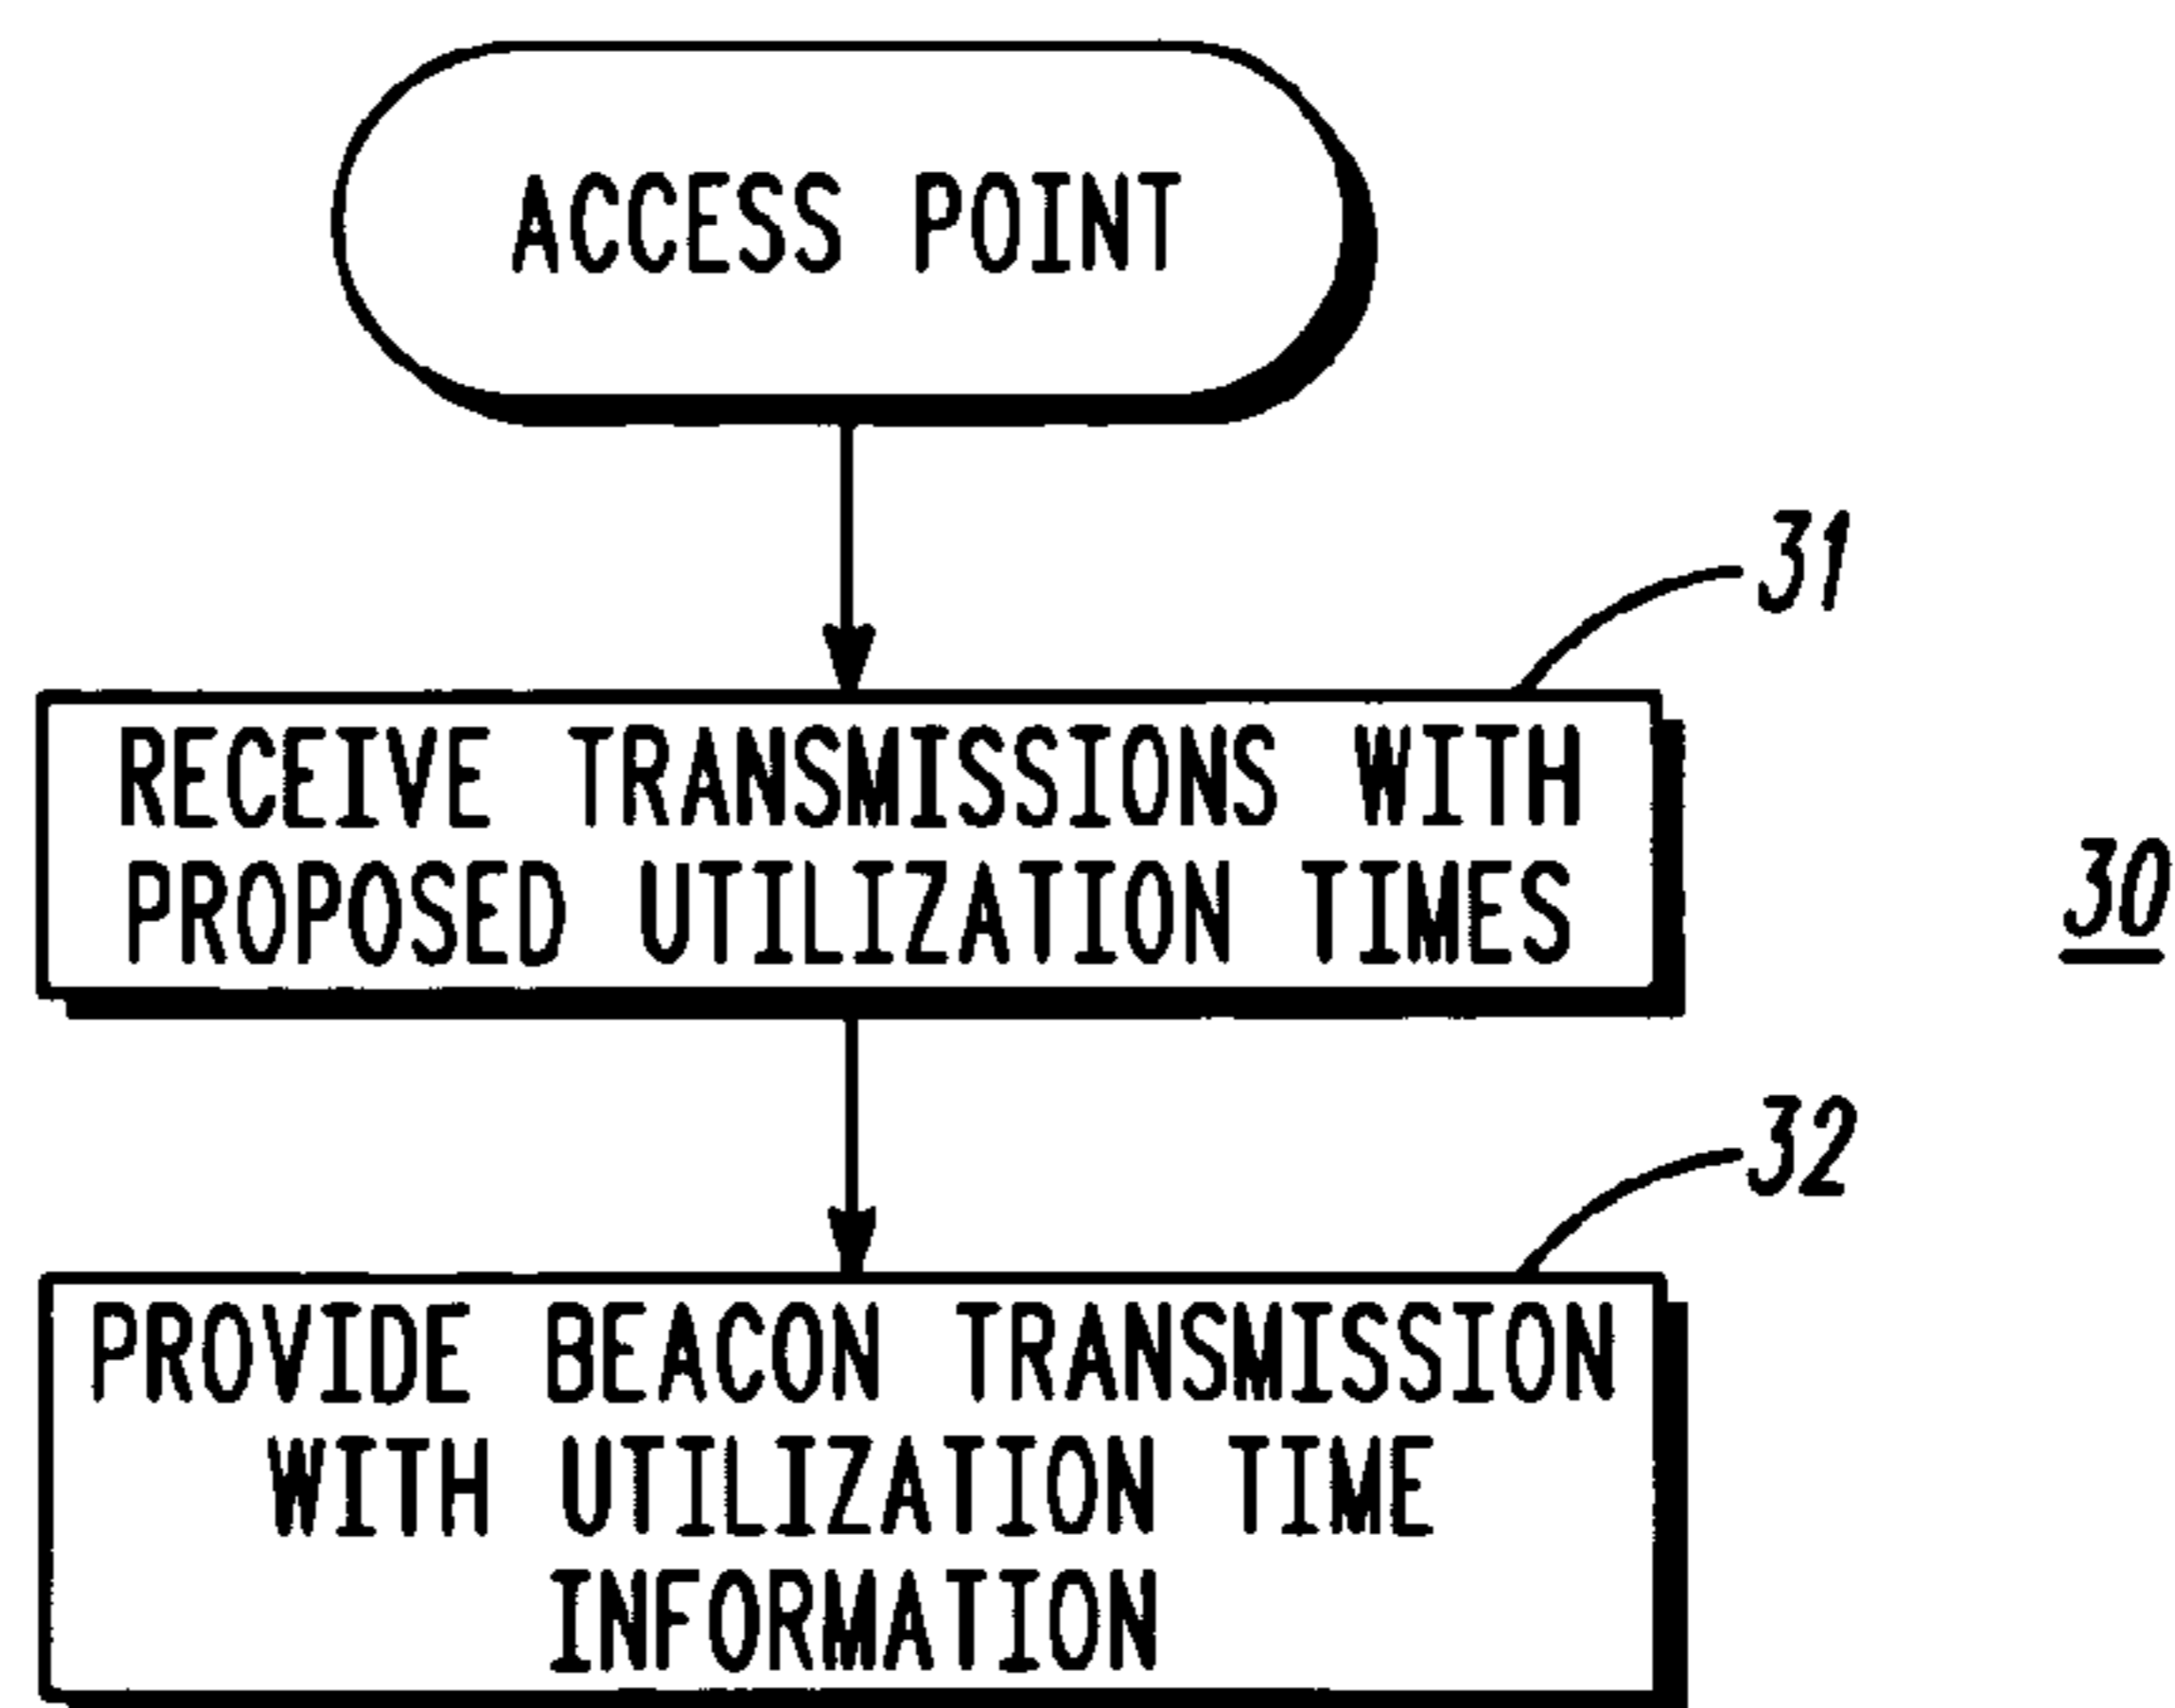 ACCESS POINT
31
RECEIVE TRANSMISSIONS WITH
PROPOSED UTILIZATION TIMES
30
32
PROVIDE BEACON TRANSMISSION
WITH UTILIZATION TIME
INFORMATION